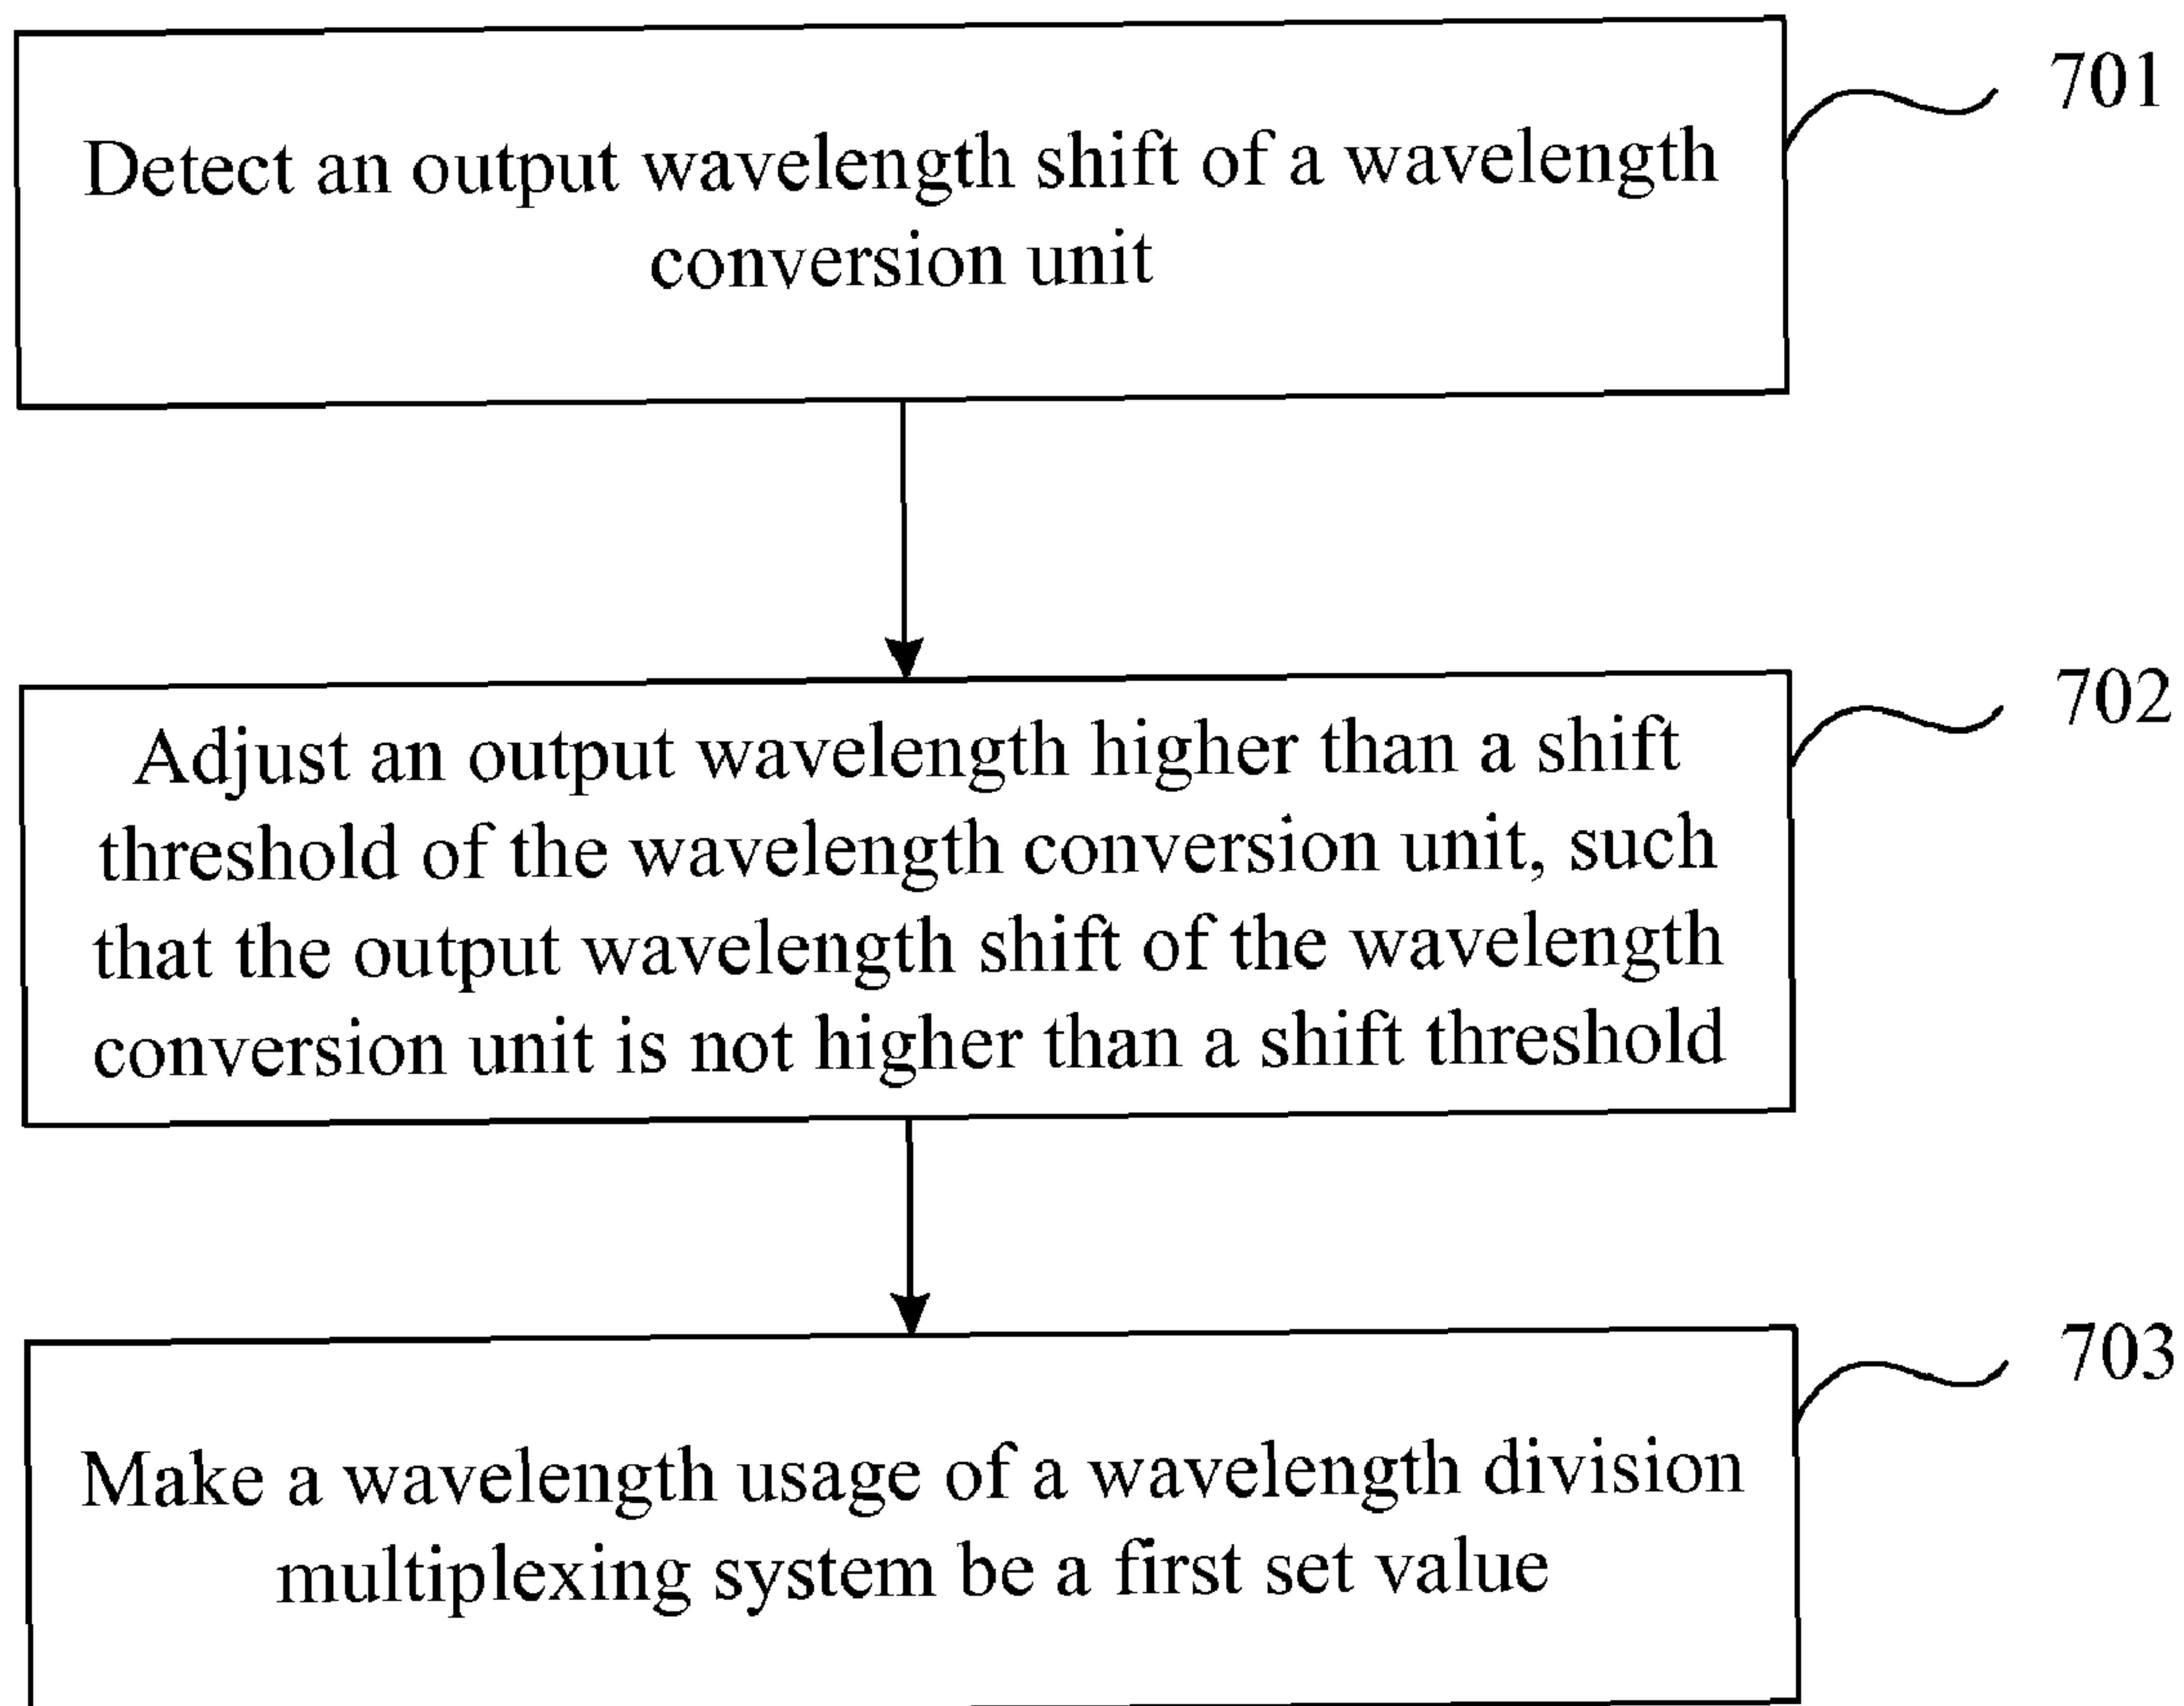 701
Detect an output wavelength shift of a wavelength
conversion unit
702
Adjust an output wavelength higher than a shift
threshold of the wavelength conversion unit, such
that the output wavelength shift of the wavelength
conversion unit is not higher than a shift threshold
703
Make a wavelength usage of a wavelength division
multiplexing system be a first set value